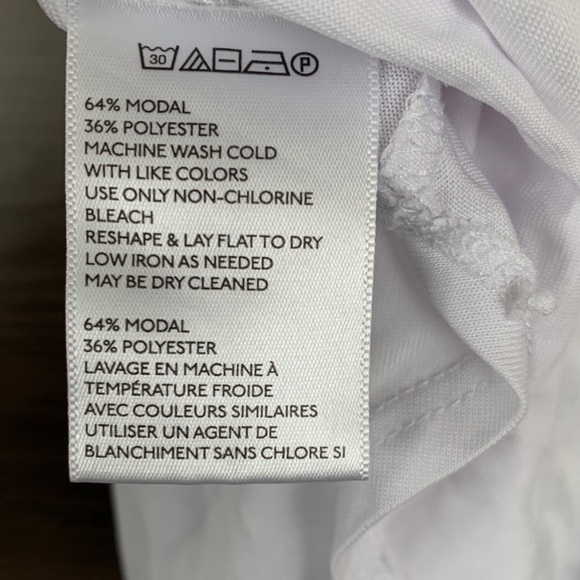 30 P
64% MODAL
36% POLYESTER
MACHINE WASH COLD
WITH LIKE COLORS
USE ONLY NON-CHLORINE
BLEACH
RESHAPE & LAY FLAT TO DRY
LOW IRON AS NEEDED
MAY BE DRY CLEANED
64% MODAL
36% POLYESTER
LAVAGE EN MACHINE À
TEMPÉRATURE FROIDE
AVEC COULEURS SIMILAIRES
UTILISER UN AGENT DE
BLANCHIMENT SANS CHLORE SI